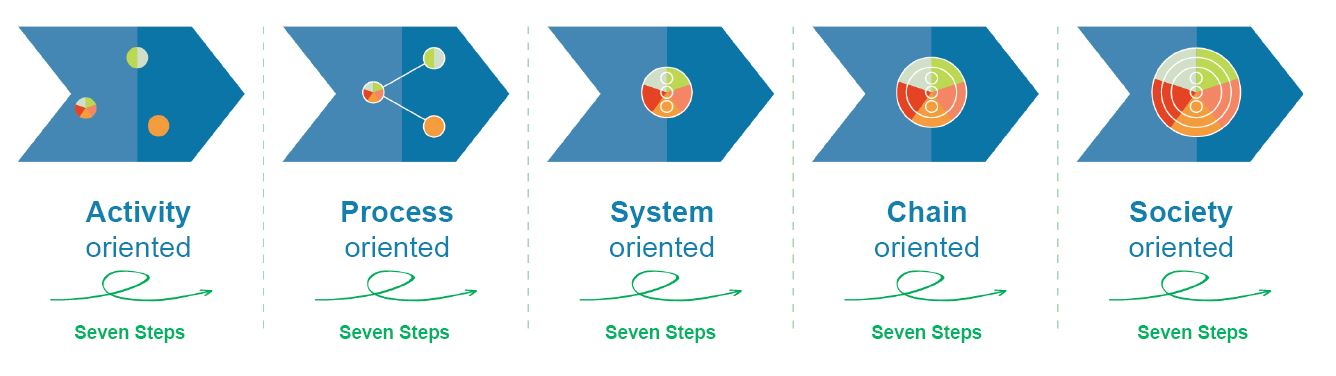 Activity
oriented
Seven Steps
Process
oriented
Seven Steps
System
oriented
Seven Steps
Chain
oriented
Seven Steps
Society
oriented
Seven Steps